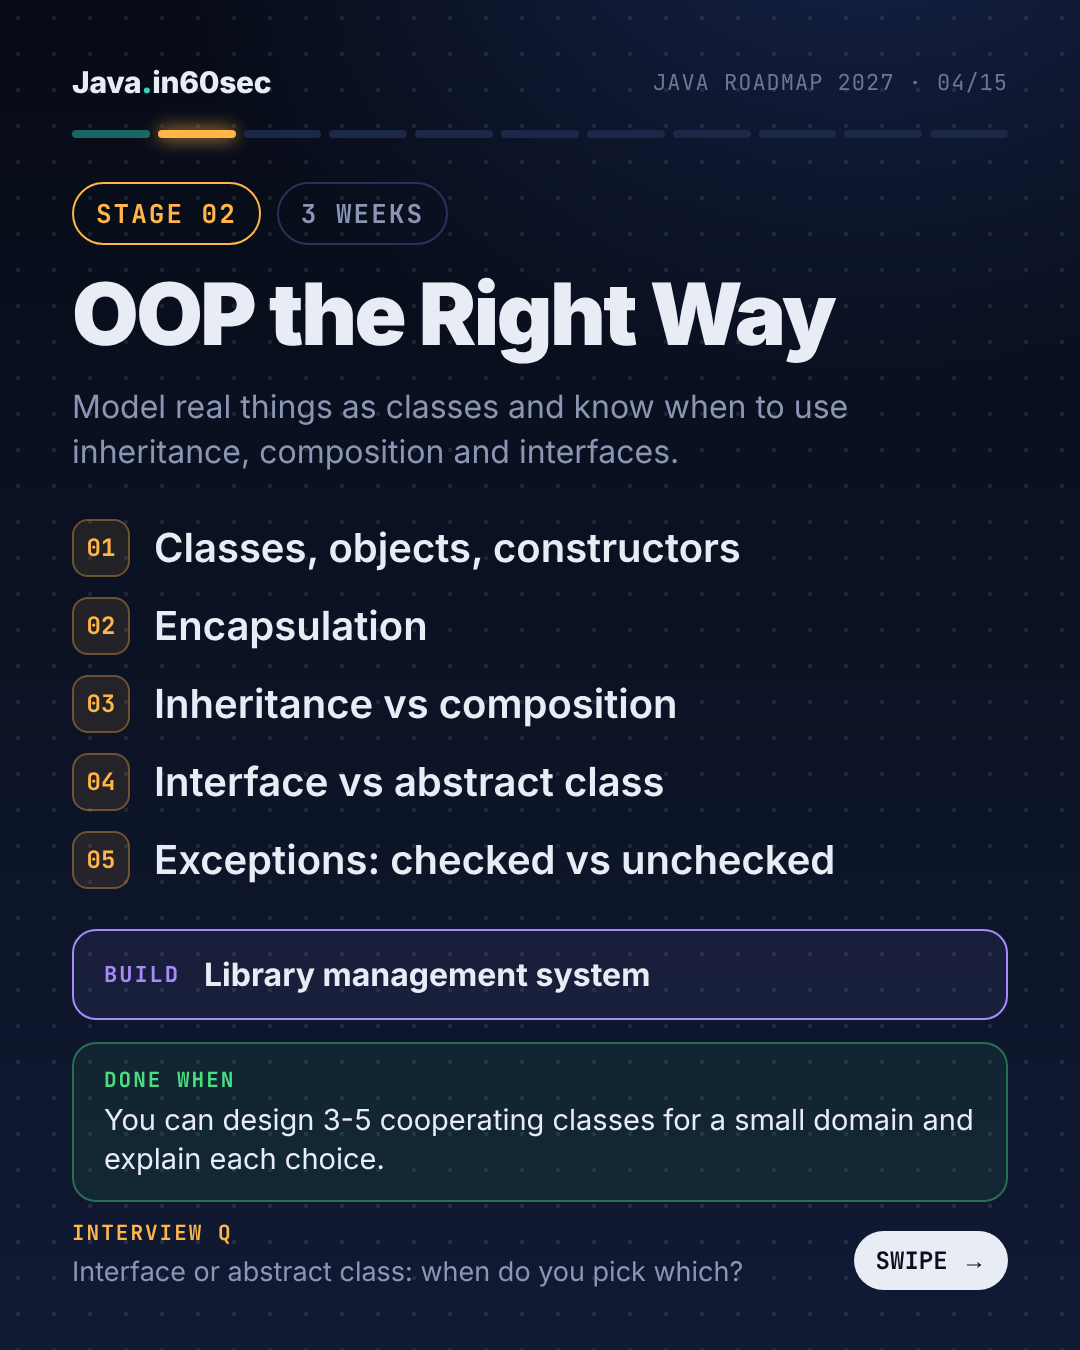 Java.in60sec
JAVA ROADMAP 2027 · 04/15
STAGE 02
3 WEEKS
OOP the Right Way
Model real things as classes and know when to use
inheritance, composition and interfaces.
01 Classes, objects, constructors
02 Encapsulation
03 Inheritance vs composition
04 Interface vs abstract class
05 Exceptions: checked vs unchecked
BUILD Library management system
DONE WHEN
You can design 3-5 cooperating classes for a small domain and
explain each choice.
INTERVIEW Q
Interface or abstract class: when do you pick which?
SWIPE →